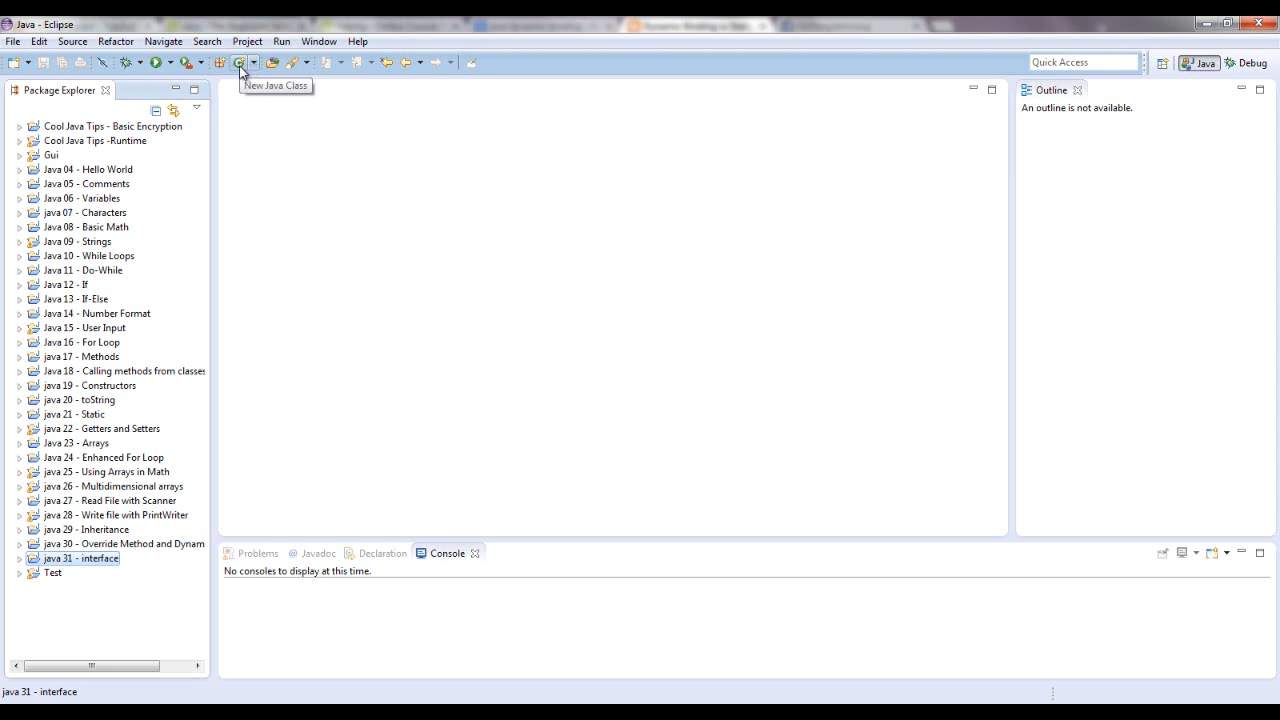 Java - Eclipse
File Edit Source Refactor Navigate Search Project Run Window Help
Quick Access
Java
Debug
New Java Class
Package Explorer
Cool Java Tips - Basic Encryption
Cool Java Tips -Runtime
Gui
Java 04 - Hello World
Java 05 - Comments
Java 06 - Variables
java 07 - Characters
Java 08 - Basic Math
Java 09 - Strings
Java 10 - While Loops
Java 11 - Do-While
Java 12 - If
Java 13 - If-Else
Java 14 - Number Format
Java 15 - User Input
Java 16 - For Loop
java 17 - Methods
Java 18 - Calling methods from classes
java 19 - Constructors
java 20 - toString
java 21 - Static
java 22 - Getters and Setters
Java 23 - Arrays
Java 24 - Enhanced For Loop
java 25 - Using Arrays in Math
java 26 - Multidimensional arrays
java 27 - Read File with Scanner
java 28 - Write file with PrintWriter
java 29 - Inheritance
java 30 - Override Method and Dynam
java 31 - interface
Test
Outline
An outline is not available.
Problems Javadoc Declaration Console
No consoles to display at this time.
java 31 - interface